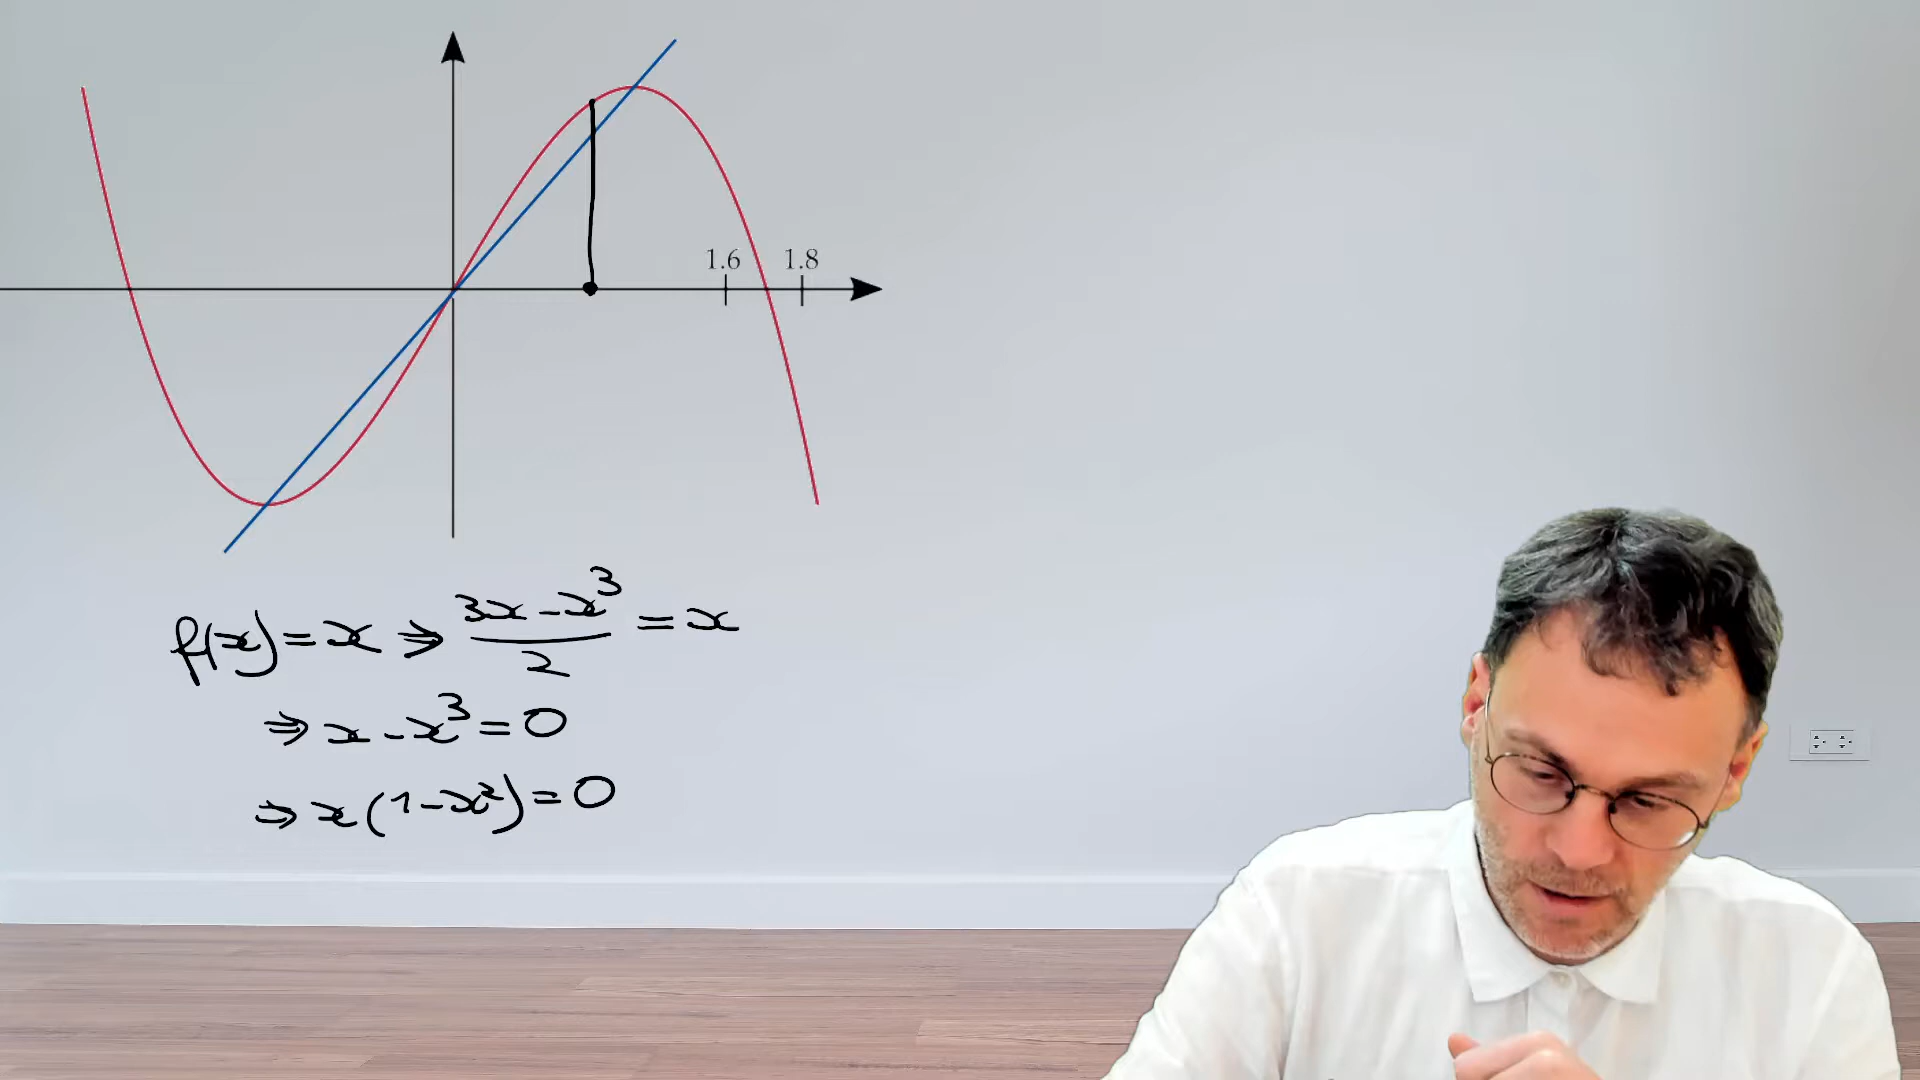 1.6 1.8
f(x) = x ⇒ (3x - x³)/2 = x
⇒ x - x³ = 0
⇒ x(1 - x²) = 0